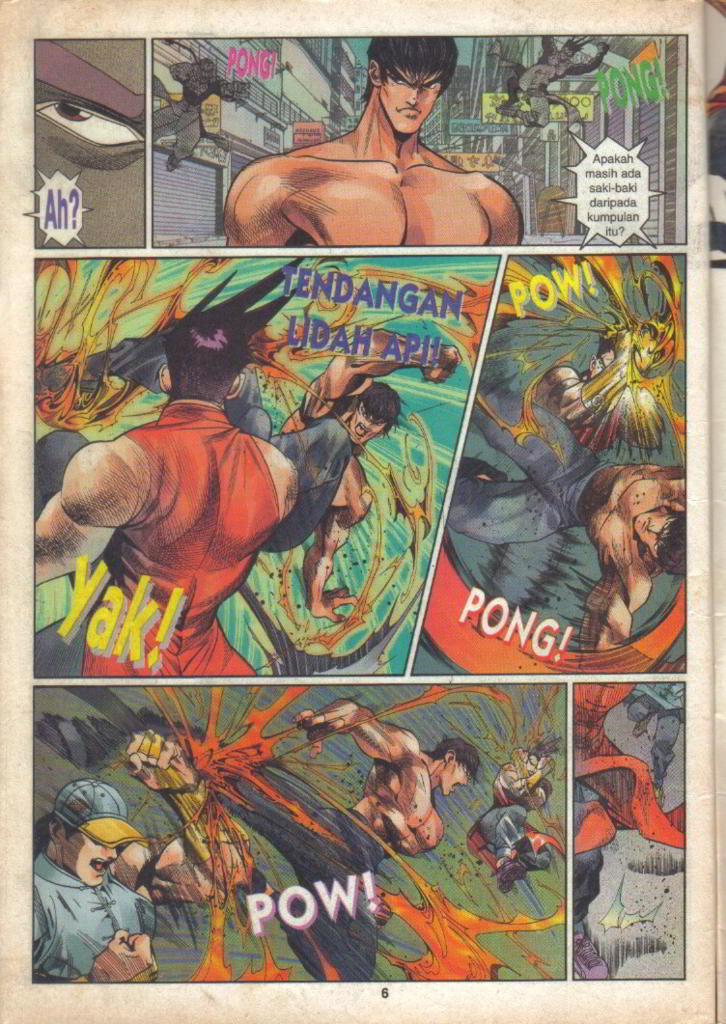 Ah?
PONG!
PONG!
Apakah
masih ada
saki-baki
daripada
kumpulan
itu?
TENDANGAN
LIDAH API!
Yak!
POW!
PONG!
POW!
6